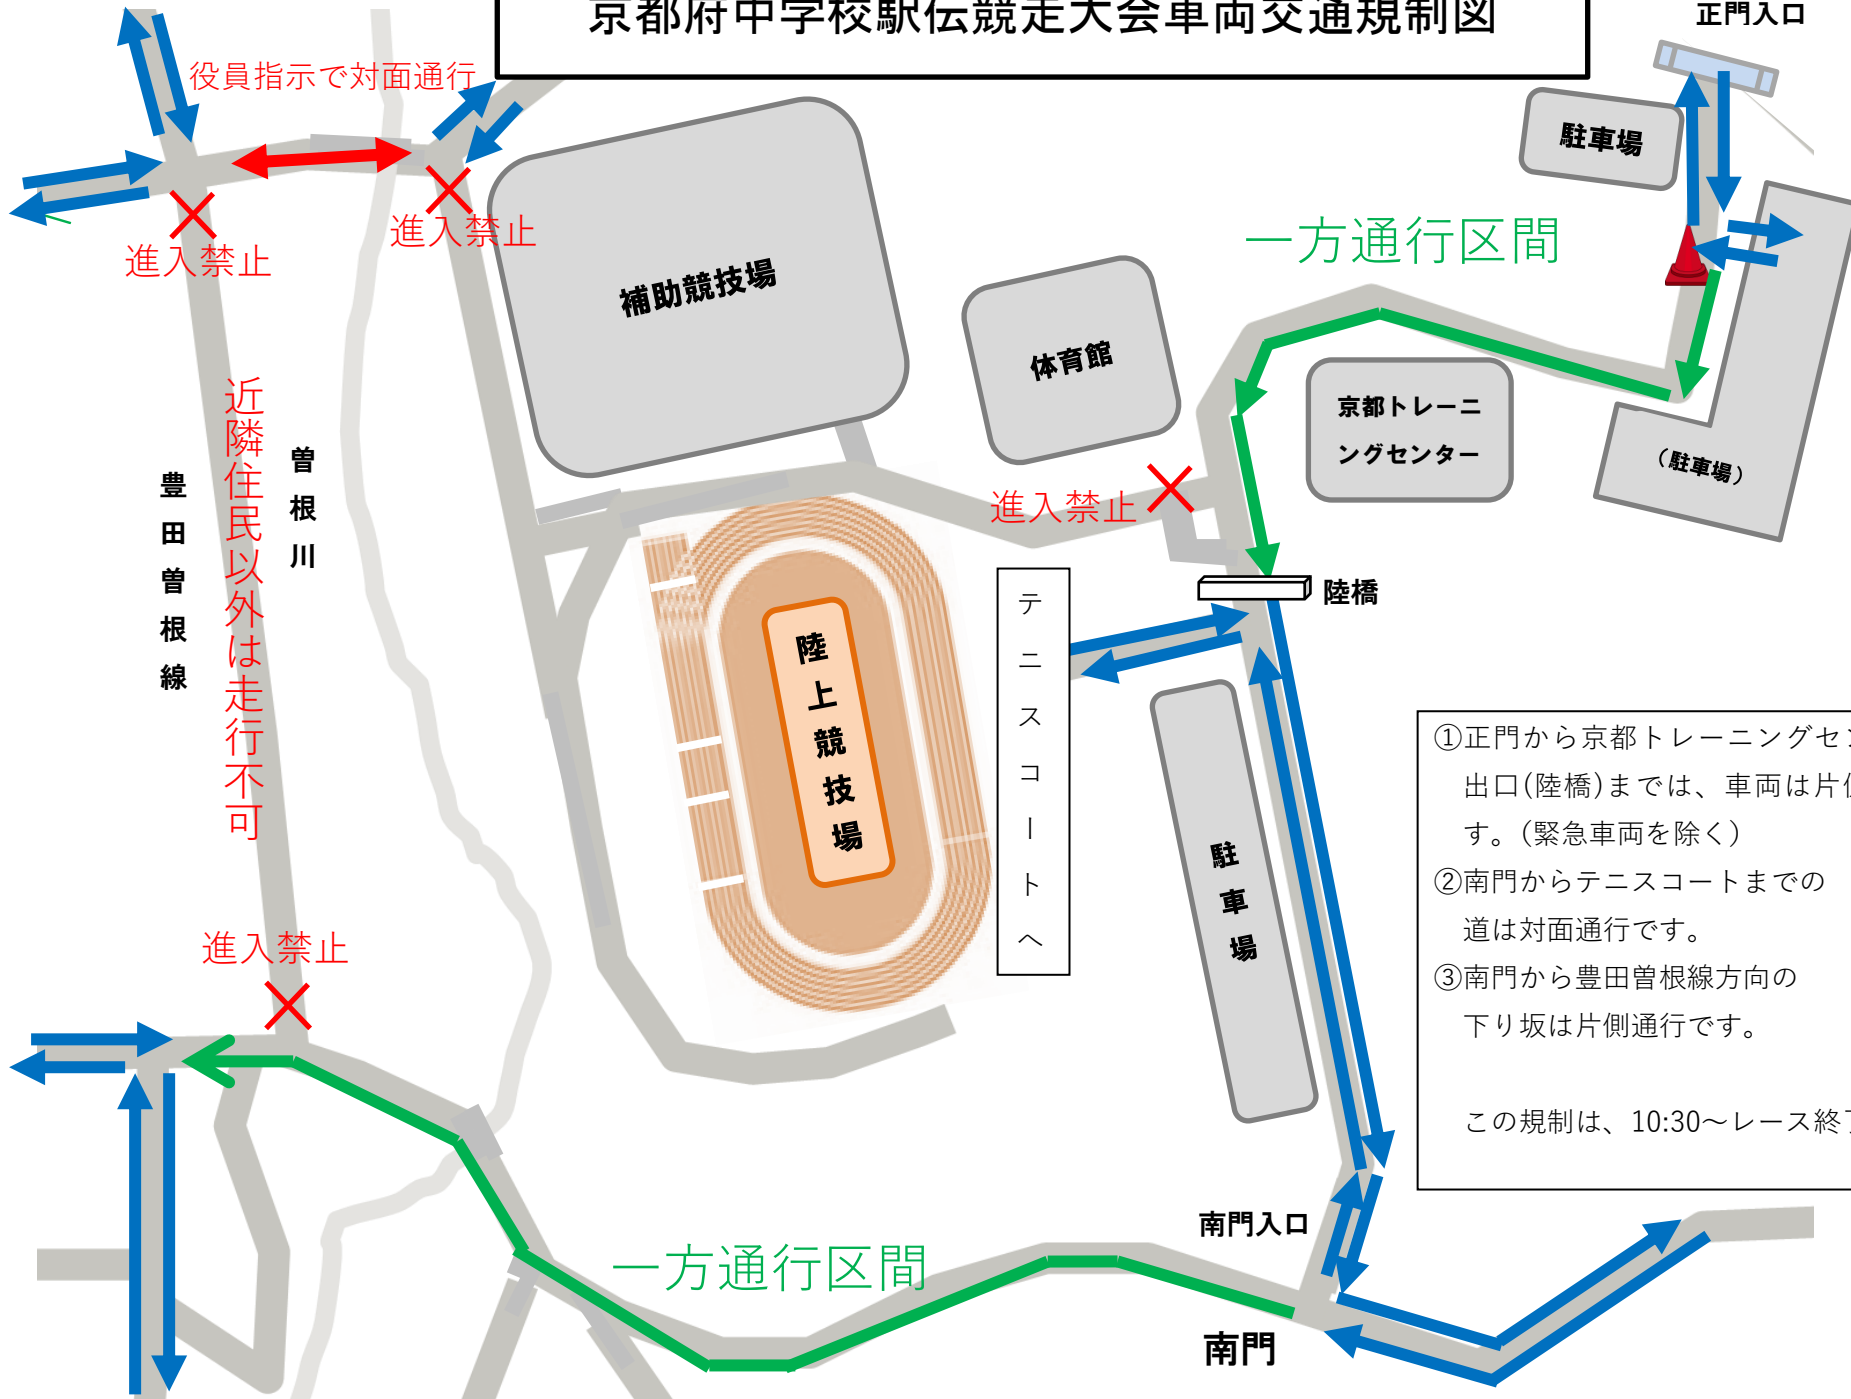 京都府中学校駅伝競走大会車両交通規制図
正門入口
役員指示で対面通行
駐車場
進入禁止
進入禁止
一方通行区間
補助競技場
体育館
京都トレーニ
ングセンター
(駐車場)
近隣住民以外は走行不可
曽根川
豊田曽根線
進入禁止
陸橋
テニスコートへ
陸上競技場
駐車場
①正門から京都トレーニングセン
出口(陸橋)までは、車両は片側
す。(緊急車両を除く)
②南門からテニスコートまでの
道は対面通行です。
③南門から豊田曽根線方向の
下り坂は片側通行です。
この規制は、10:30～レース終了
進入禁止
南門入口
一方通行区間
南門